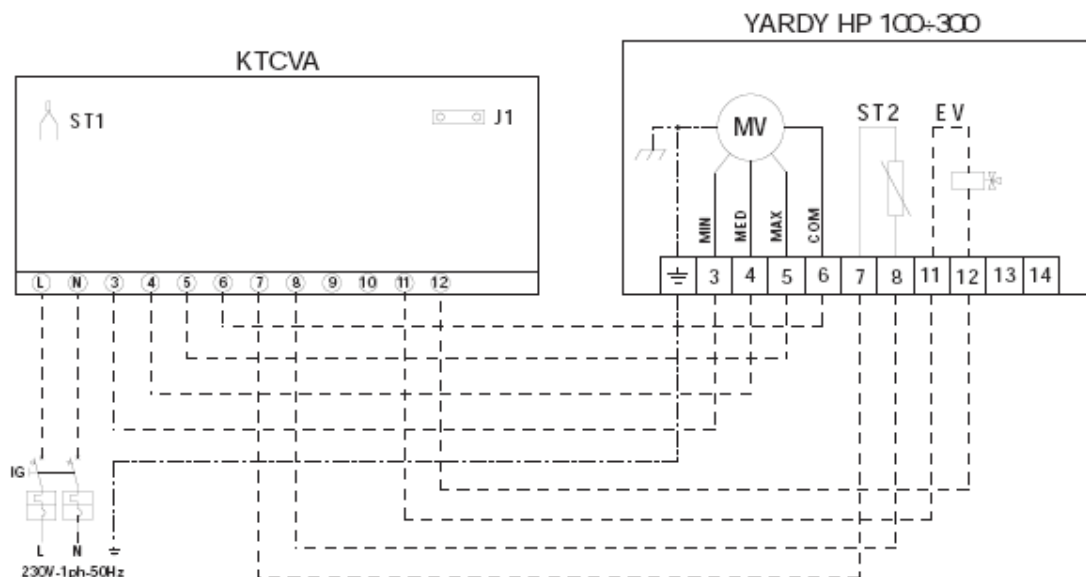 YARDY HP 100÷300
KTCVA
ST1
J1
MV
ST2
EV
MIN
MED
MAX
COM
L N 3 4 5 6 7 8 9 10 11 12
3 4 5 6 7 8 11 12 13 14
IG
L N
230V-1ph-50Hz